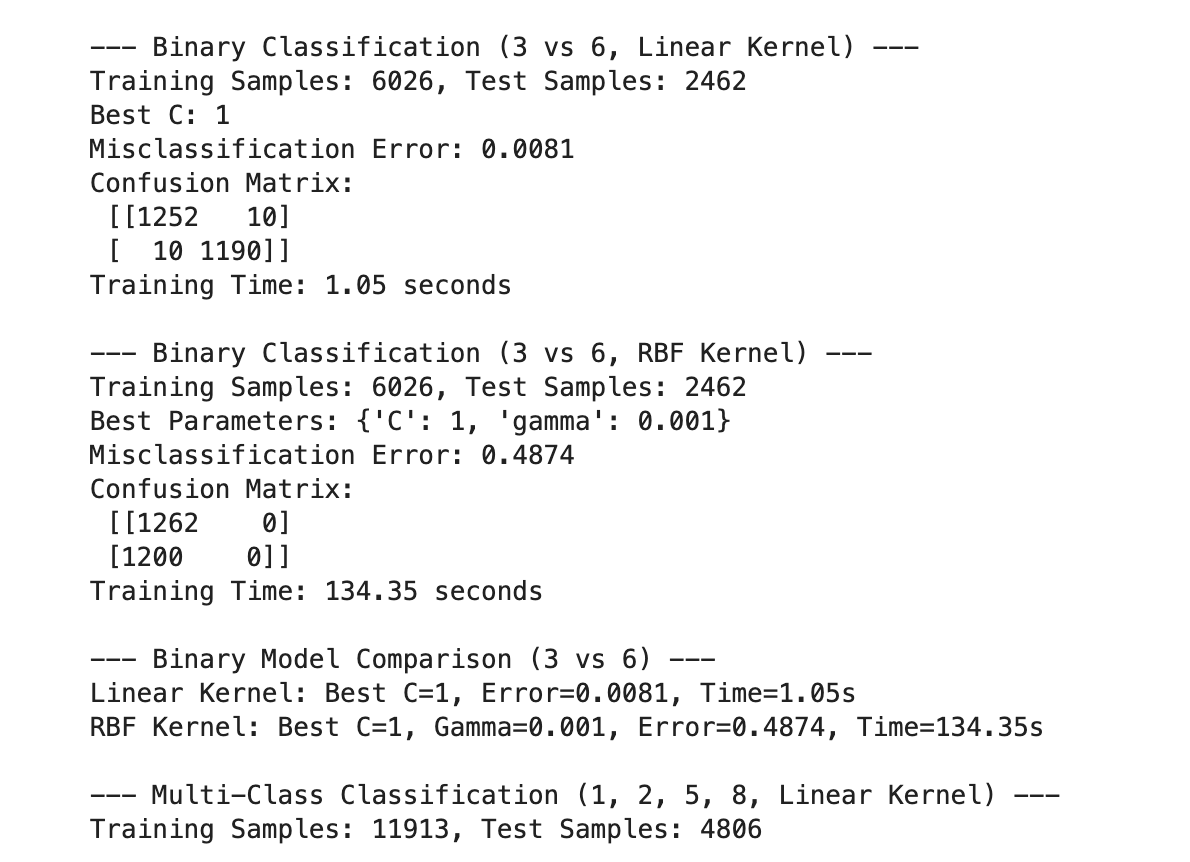 --- Binary Classification (3 vs 6, Linear Kernel) ---
Training Samples: 6026, Test Samples: 2462
Best C: 1
Misclassification Error: 0.0081
Confusion Matrix:
 [[1252   10]
 [  10 1190]]
Training Time: 1.05 seconds

--- Binary Classification (3 vs 6, RBF Kernel) ---
Training Samples: 6026, Test Samples: 2462
Best Parameters: {'C': 1, 'gamma': 0.001}
Misclassification Error: 0.4874
Confusion Matrix:
 [[1262    0]
 [1200    0]]
Training Time: 134.35 seconds

--- Binary Model Comparison (3 vs 6) ---
Linear Kernel: Best C=1, Error=0.0081, Time=1.05s
RBF Kernel: Best C=1, Gamma=0.001, Error=0.4874, Time=134.35s

--- Multi-Class Classification (1, 2, 5, 8, Linear Kernel) ---
Training Samples: 11913, Test Samples: 4806